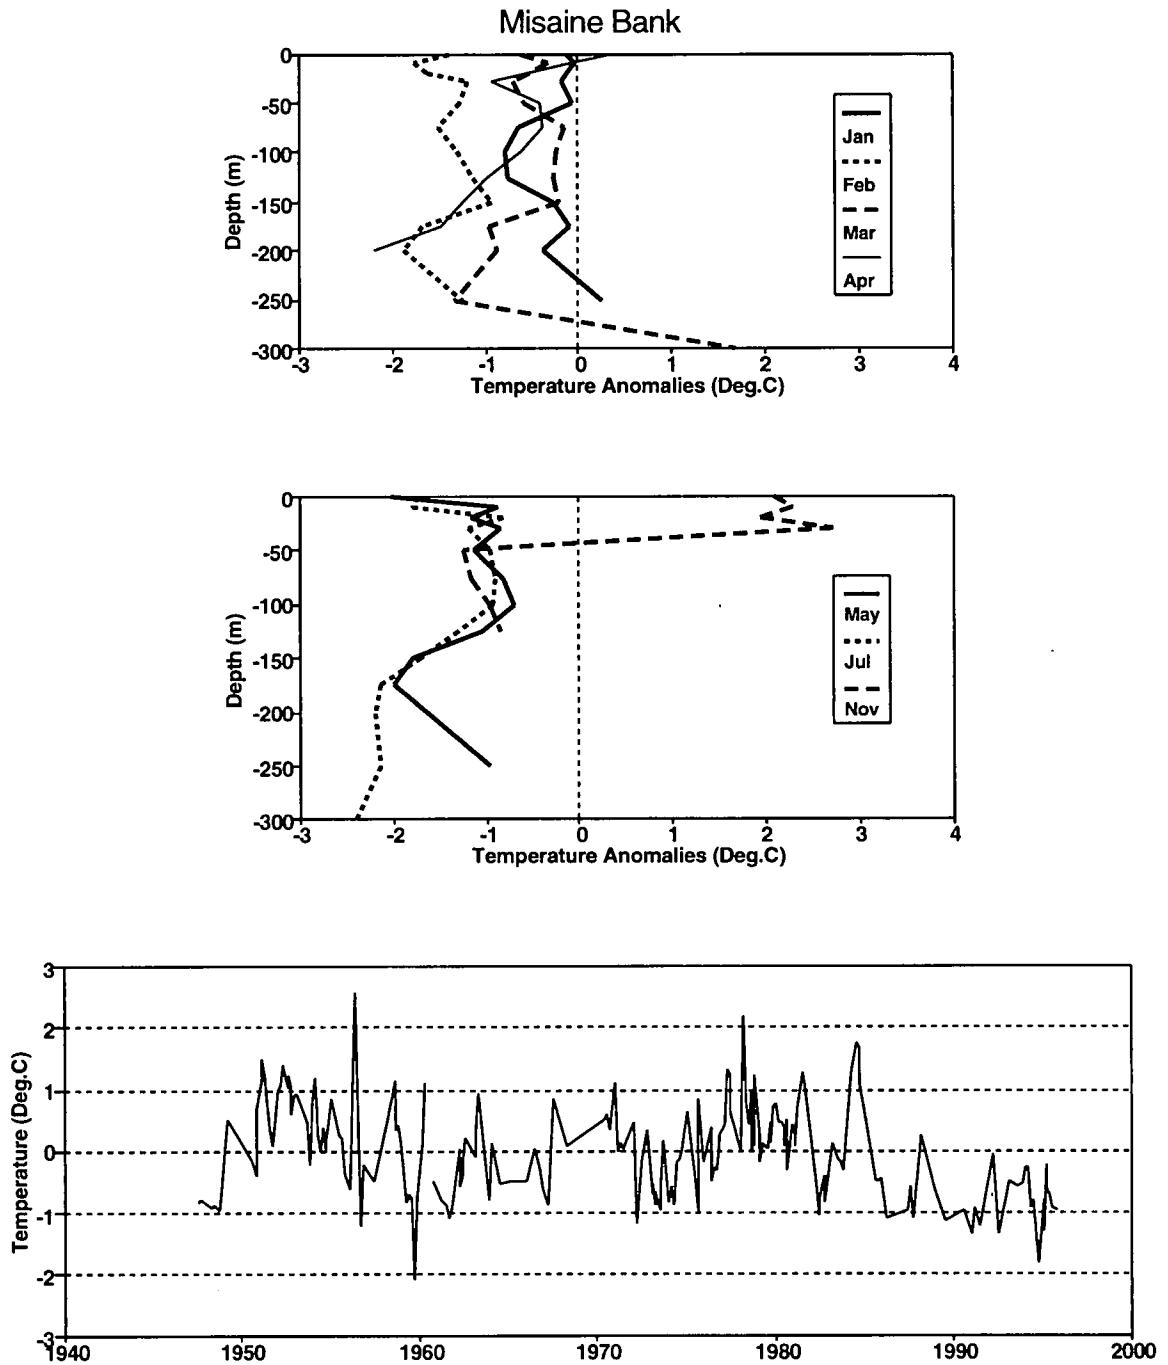 Misaine Bank
0
-50
-100
-150
-200
-250
-300
Depth (m)
-3 -2 -1 0 1 2 3 4
Temperature Anomalies (Deg.C)
Jan
Feb
Mar
Apr
0
-50
-100
-150
-200
-250
-300
Depth (m)
-3 -2 -1 0 1 2 3 4
Temperature Anomalies (Deg.C)
May
Jul
Nov
3
2
1
0
-1
-2
-3
Temperature (Deg.C)
1940 1950 1960 1970 1980 1990 2000